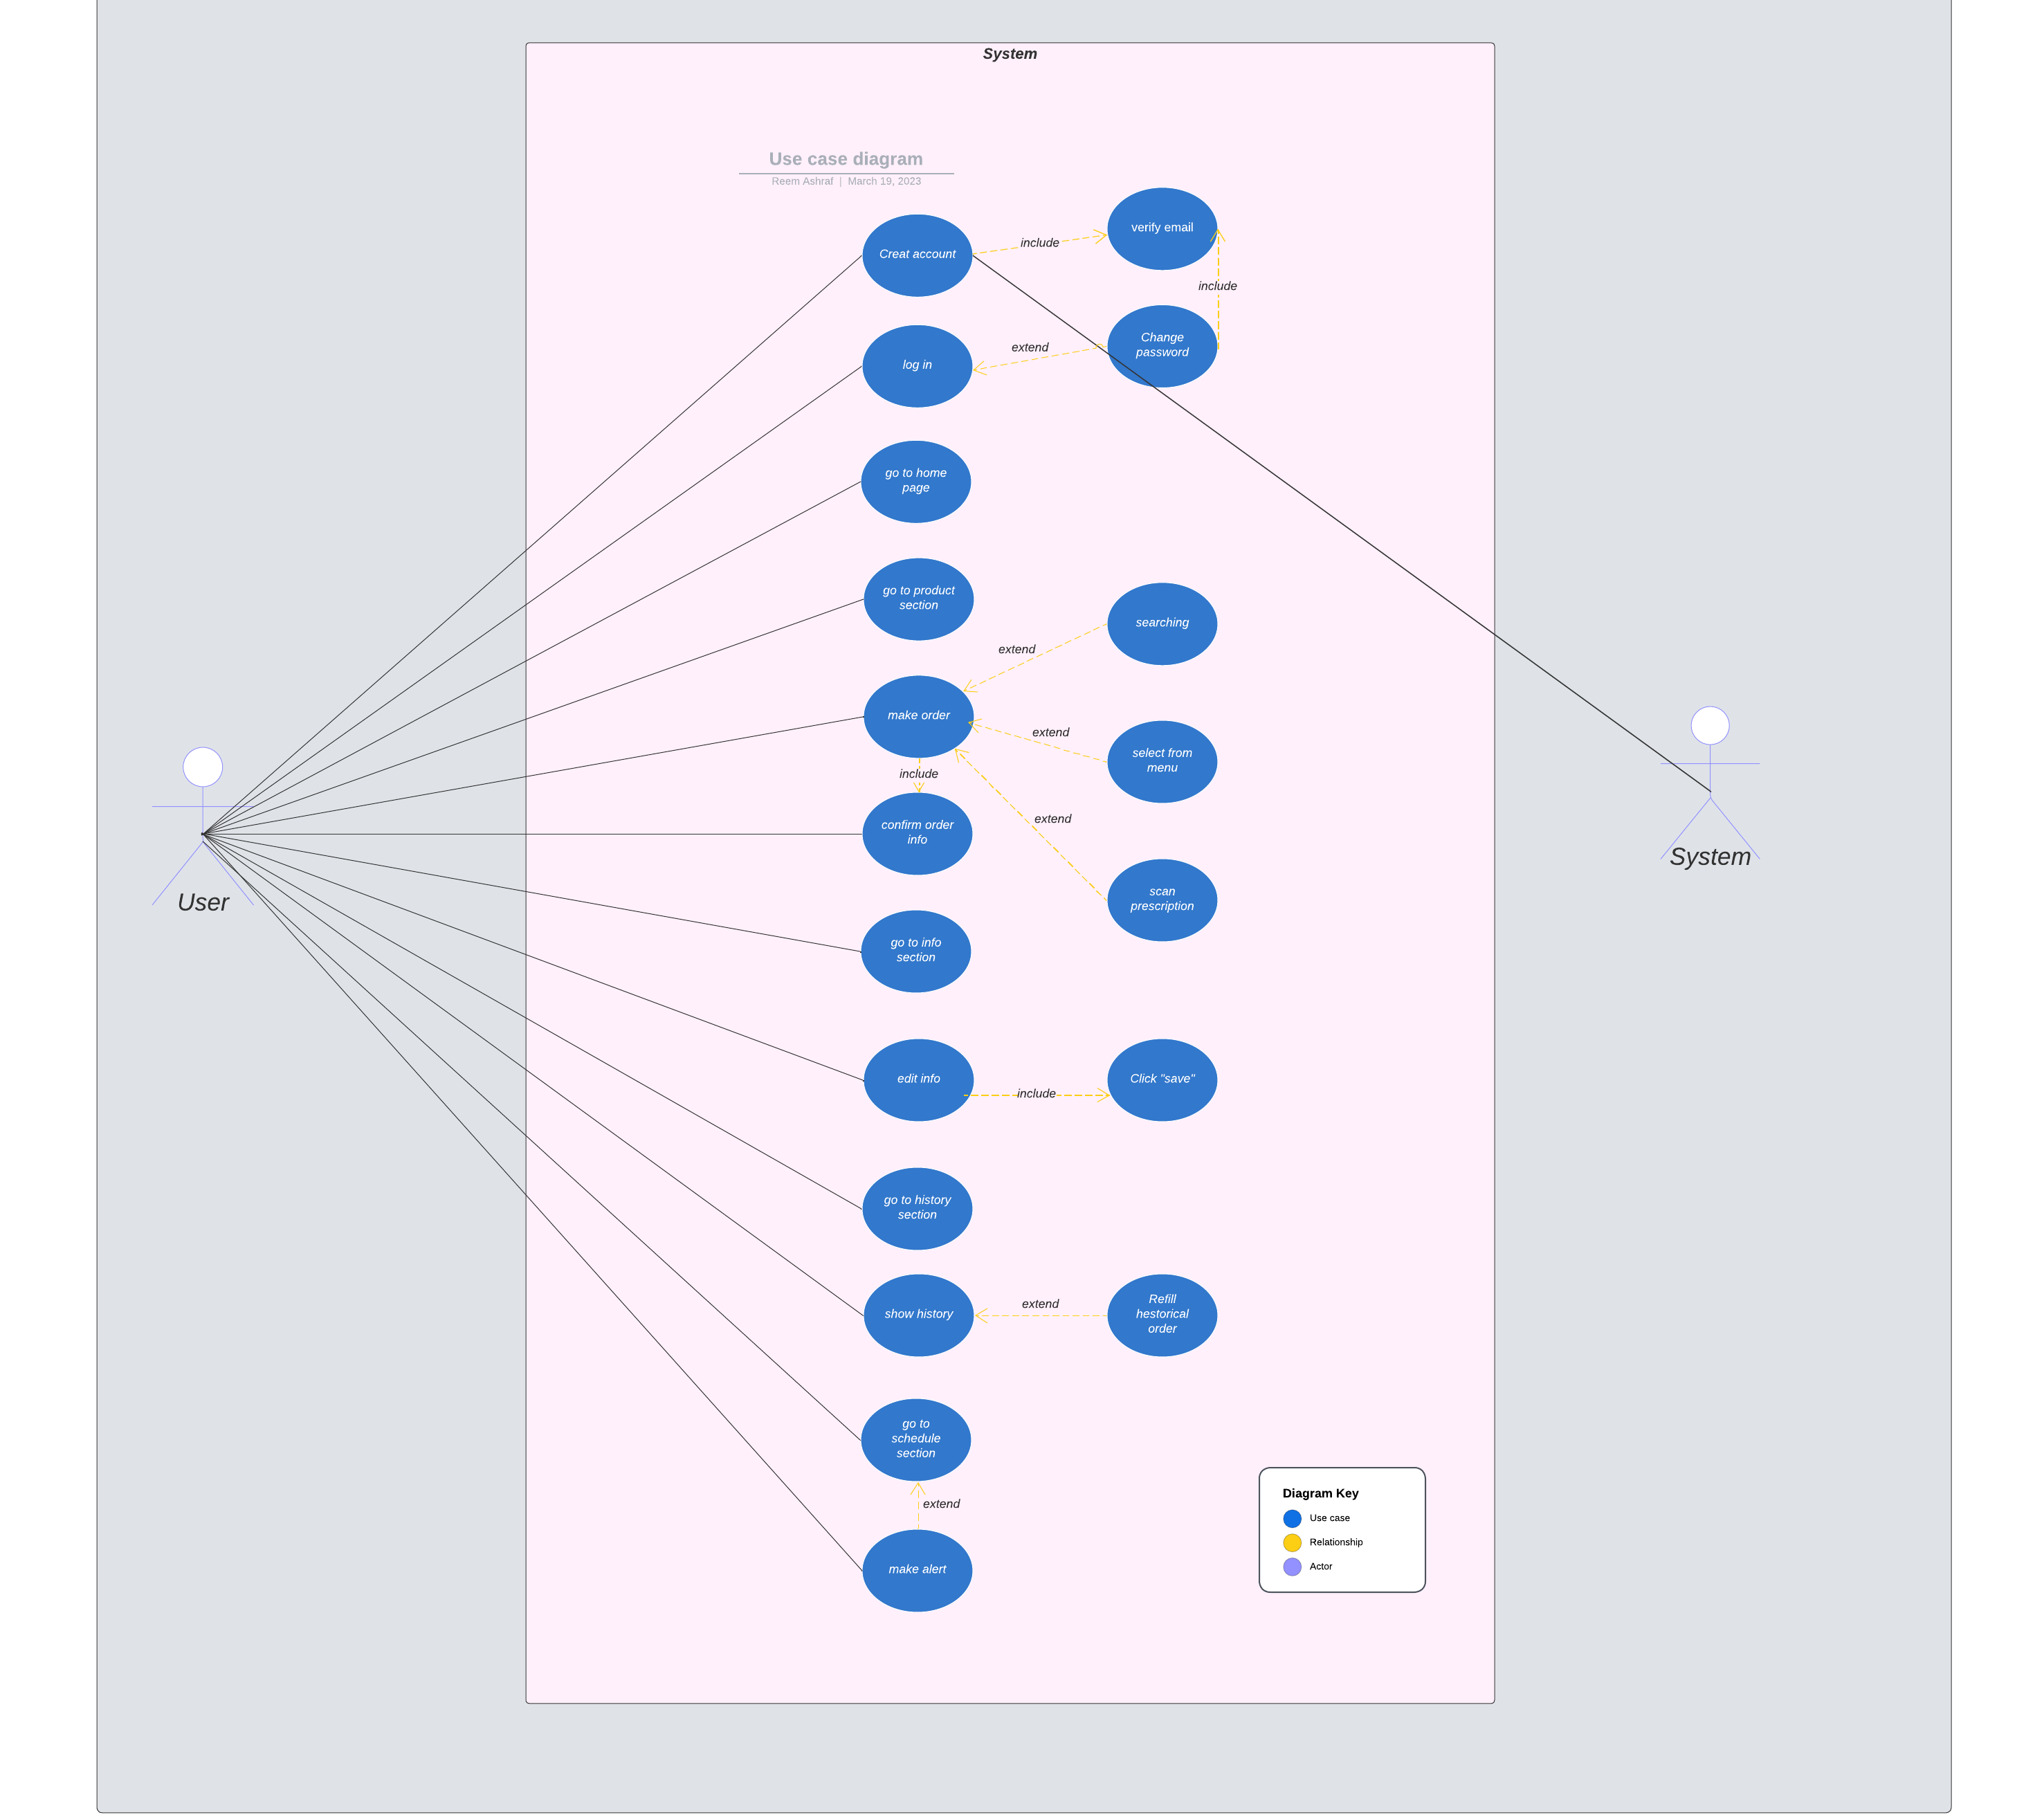 System
Use case diagram
Reem Ashraf | March 19, 2023
verify email
include
Creat account
include
Change
password
extend
log in
go to home
page
go to product
section
searching
extend
make order
extend
select from
menu
include
extend
confirm order
info
System
scan
prescription
User
go to info
section
edit info
Click "save"
include
go to history
section
show history
extend
Refill
hestorical
order
go to
schedule
section
extend
make alert
Diagram Key
Use case
Relationship
Actor